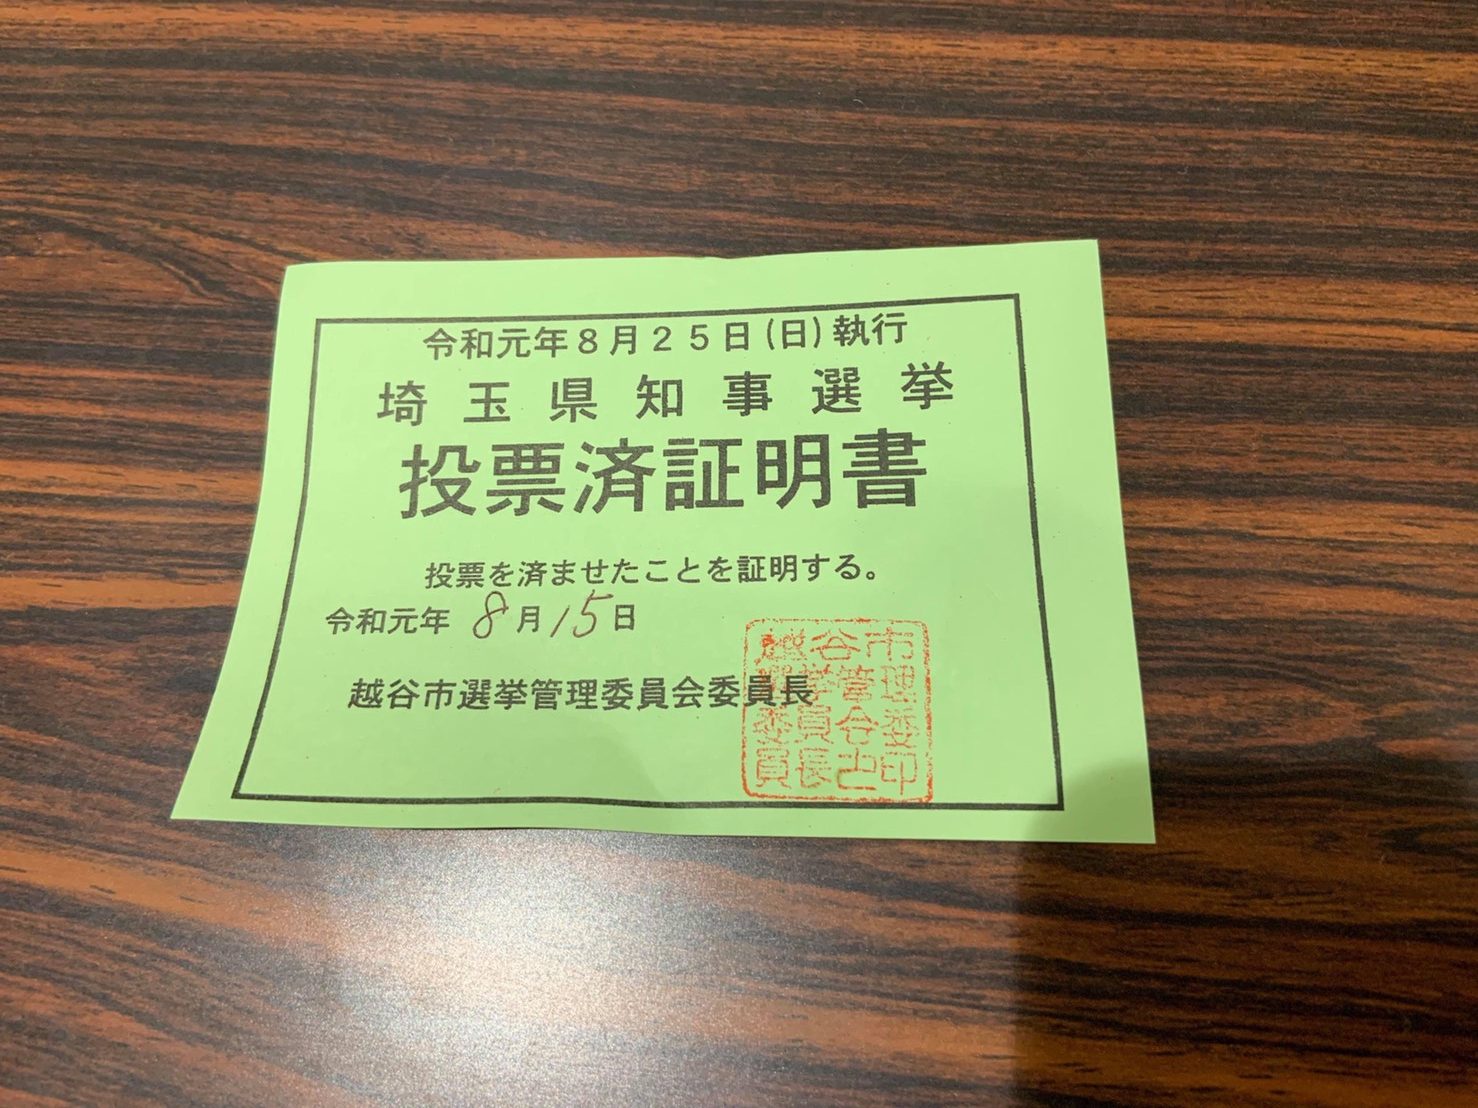 令和元年８月２５日(日)執行
埼玉県知事選挙
投票済証明書
投票を済ませたことを証明する。
令和元年 8月15日
越谷市選挙管理委員会委員長
越谷市